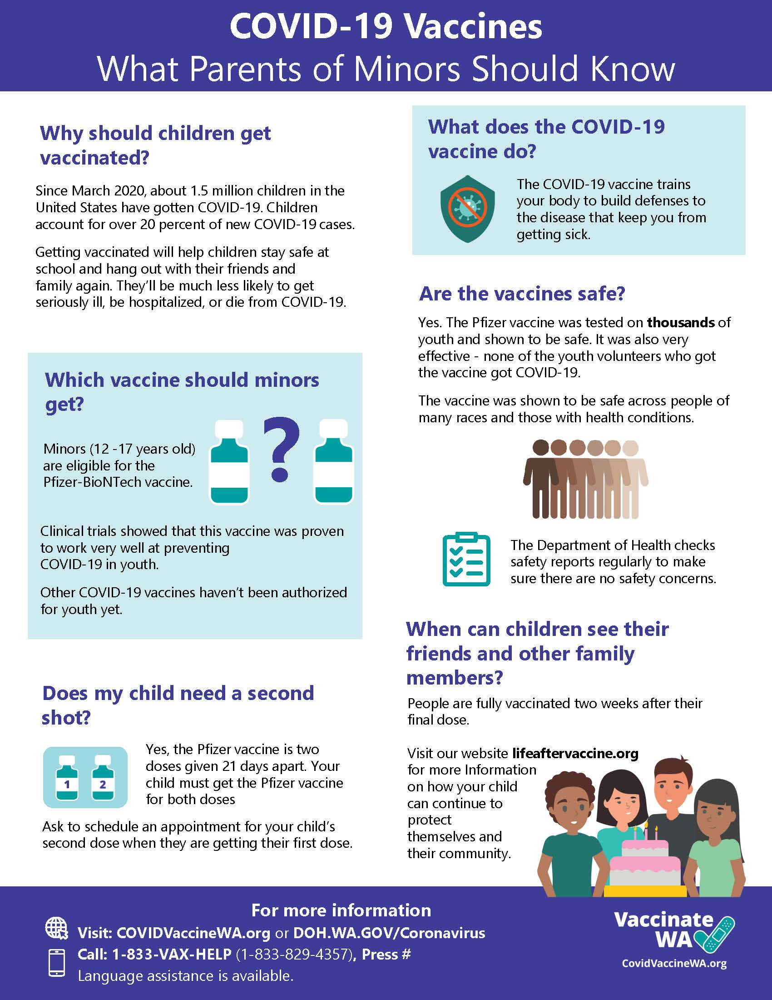 COVID-19 Vaccines
What Parents of Minors Should Know
Why should children get
vaccinated?
Since March 2020, about 1.5 million children in the
United States have gotten COVID-19. Children
account for over 20 percent of new COVID-19 cases.
Getting vaccinated will help children stay safe at
school and hang out with their friends and
family again. They'll be much less likely to get
seriously ill, be hospitalized, or die from COVID-19.
Which vaccine should minors
get?
?
Minors (12 -17 years old)
are eligible for the
Pfizer-BioNTech vaccine.
Clinical trials showed that this vaccine was proven
to work very well at preventing
COVID-19 in youth.
Other COVID-19 vaccines haven't been authorized
for youth yet.
Does my child need a second
shot?
1 2
Yes, the Pfizer vaccine is two
doses given 21 days apart. Your
child must get the Pfizer vaccine
for both doses
Ask to schedule an appointment for your child's
second dose when they are getting their first dose.
What does the COVID-19
vaccine do?
The COVID-19 vaccine trains
your body to build defenses to
the disease that keep you from
getting sick.
Are the vaccines safe?
Yes. The Pfizer vaccine was tested on thousands of
youth and shown to be safe. It was also very
effective - none of the youth volunteers who got
the vaccine got COVID-19.
The vaccine was shown to be safe across people of
many races and those with health conditions.
The Department of Health checks
safety reports regularly to make
sure there are no safety concerns.
When can children see their
friends and other family
members?
People are fully vaccinated two weeks after their
final dose.
Visit our website lifeaftervaccine.org
for more Information
on how your child
can continue to
protect
themselves and
their community.
For more information
Visit: COVIDVaccineWA.org or DOH.WA.GOV/Coronavirus
Call: 1-833-VAX-HELP (1-833-829-4357), Press #
Language assistance is available.
Vaccinate
WA
CovidVaccineWA.org